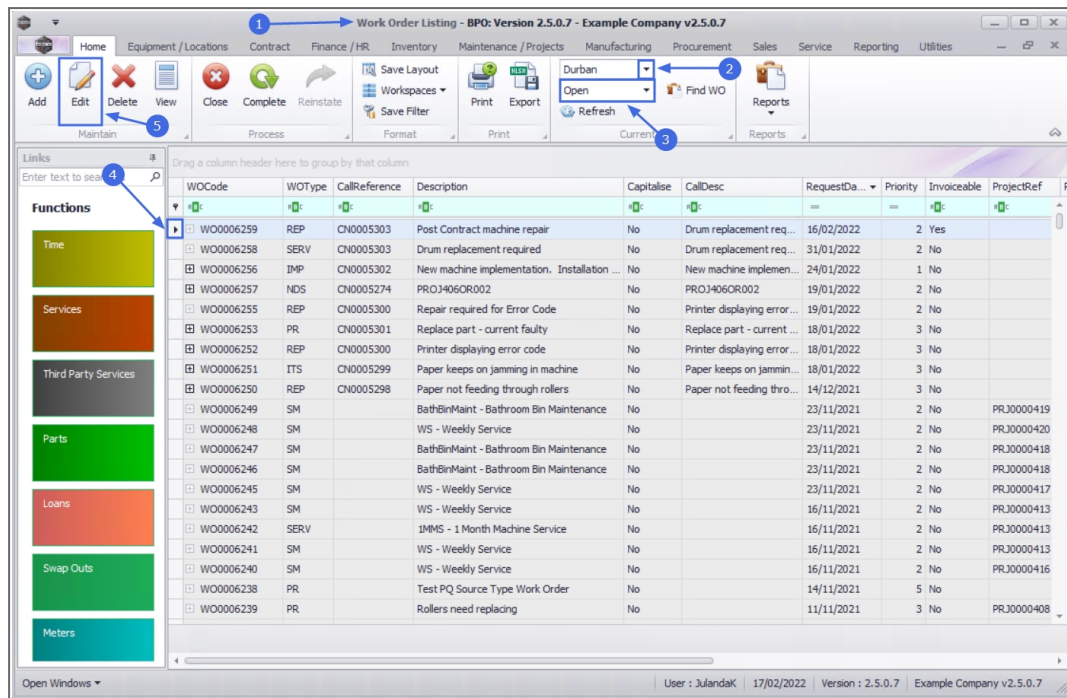 1
Work Order Listing - BPO: Version 2.5.0.7 - Example Company v2.5.0.7
Home Equipment / Locations Contract Finance / HR Inventory Maintenance / Projects Manufacturing Procurement Sales Service Reporting Utilities
Add Edit Delete View
Maintain
5
Close Complete Reinstate
Process
Save Layout
Workspaces
Save Filter
Format
Print Export
Print
Durban
2
Open
Find WO
Refresh
Current
3
Reports
Reports
Links
4
Enter text to sea
Functions
Time
Services
Third Party Services
Parts
Loans
Swap Outs
Meters
Drag a column header here to group by that column
WOCode WOType CallReference Description Capitalise CallDesc RequestDa... Priority Invoiceable ProjectRef
WO0006259 REP CN0005303 Post Contract machine repair No Drum replacement req... 16/02/2022 2 Yes
WO0006258 SERV CN0005303 Drum replacement required No Drum replacement req... 31/01/2022 2 No
WO0006256 IMP CN0005302 New machine implementation. Installation ... No New machine implemen... 24/01/2022 1 No
WO0006257 NDS CN0005274 PROJ406OR002 No PROJ406OR002 19/01/2022 2 No
WO0006255 REP CN0005300 Repair required for Error Code No Printer displaying error... 19/01/2022 2 No
WO0006253 PR CN0005301 Replace part - current faulty No Replace part - current ... 18/01/2022 3 No
WO0006252 REP CN0005300 Printer displaying error code No Printer displaying error... 18/01/2022 3 No
WO0006251 ITS CN0005299 Paper keeps on jamming in machine No Paper keeps on jammin... 18/01/2022 3 No
WO0006250 REP CN0005298 Paper not feeding through rollers No Paper not feeding thro... 14/12/2021 3 No
WO0006249 SM BathBinMaint - Bathroom Bin Maintenance No 23/11/2021 2 No PRJ0000419
WO0006248 SM WS - Weekly Service No 23/11/2021 2 No PRJ0000420
WO0006247 SM BathBinMaint - Bathroom Bin Maintenance No 23/11/2021 2 No PRJ0000418
WO0006246 SM BathBinMaint - Bathroom Bin Maintenance No 23/11/2021 2 No PRJ0000418
WO0006245 SM WS - Weekly Service No 23/11/2021 2 No PRJ0000417
WO0006243 SM WS - Weekly Service No 16/11/2021 2 No PRJ0000413
WO0006242 SERV 1MMS - 1 Month Machine Service No 16/11/2021 2 No PRJ0000413
WO0006241 SM WS - Weekly Service No 16/11/2021 2 No PRJ0000413
WO0006240 SM WS - Weekly Service No 16/11/2021 2 No PRJ0000416
WO0006238 PR Test PQ Source Type Work Order No 14/11/2021 5 No
WO0006239 PR Rollers need replacing No 11/11/2021 3 No PRJ0000408
Open Windows User : JulandaK 17/02/2022 Version : 2.5.0.7 Example Company v2.5.0.7